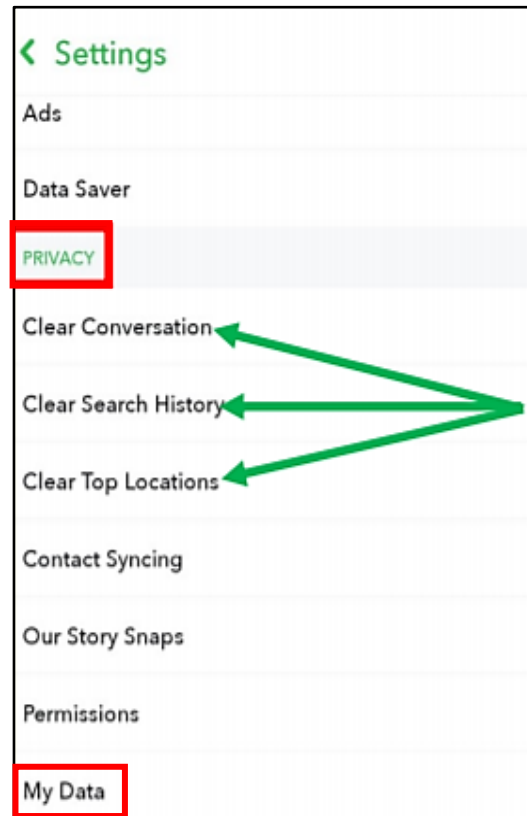 Settings
Ads
Data Saver
PRIVACY
Clear Conversation
Clear Search History
Clear Top Locations
Contact Syncing
Our Story Snaps
Permissions
My Data